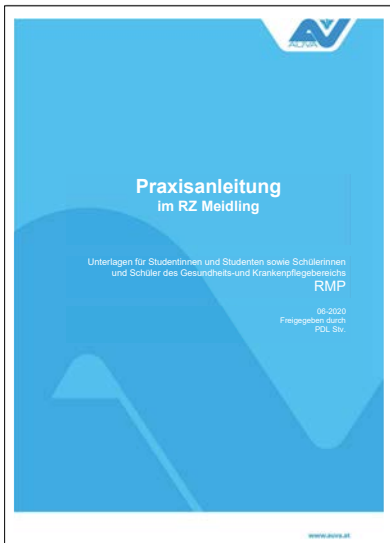 AUVA
Praxisanleitung
im RZ Meidling
Unterlagen für Studentinnen und Studenten sowie Schülerinnen
und Schüler des Gesundheits-und Krankenpflegebereichs
RMP
06-2020
Freigegeben durch
PDL Stv.
www.auva.at